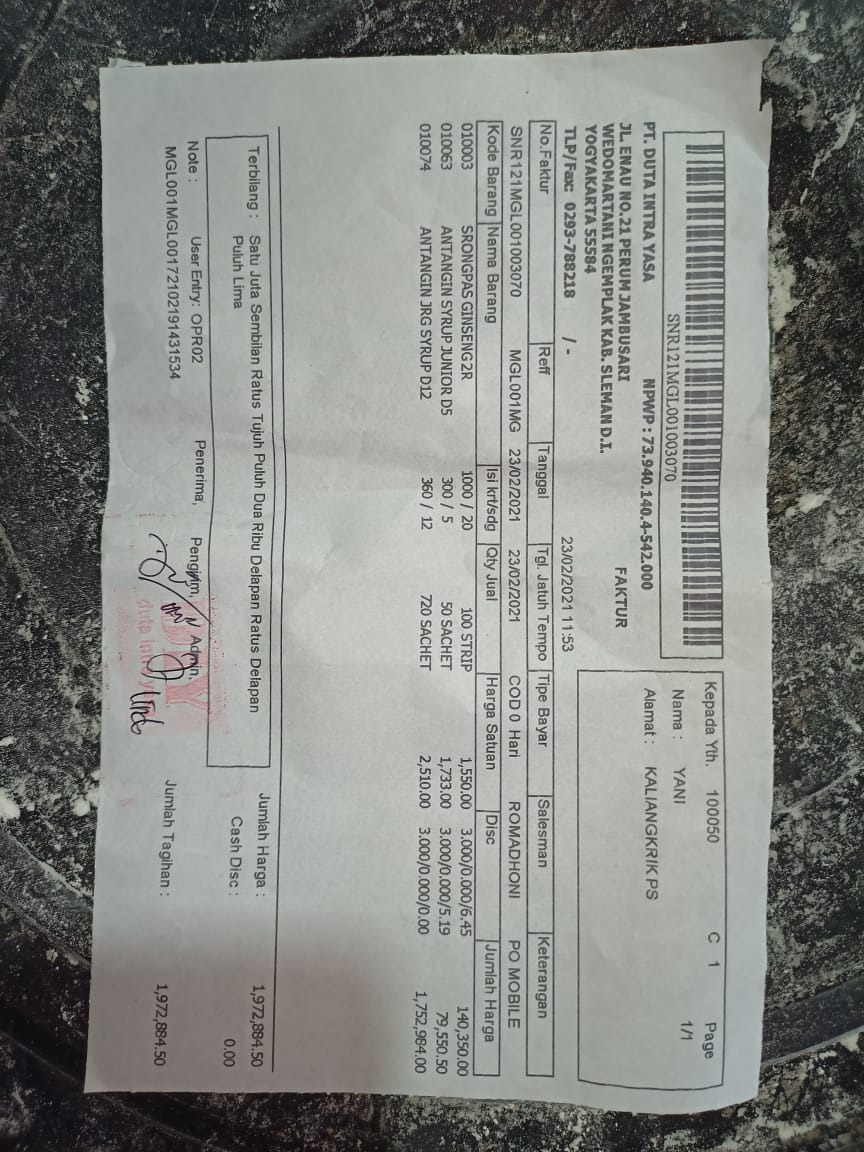 SNR121MGL001003070
PT. DUTA INTRA YASA NPWP : 73.940.140.4-542.000
JL. ENAU NO.21 PERUM JAMBUSARI
WEDOMARTANI NGEMPLAK KAB. SLEMAN D.I.
YOGYAKARTA 55584
FAKTUR
TLP/Fax: 0293-788218 / -
23/02/2021 11:53
Kepada Yth. 100050 C 1 Page
1/1
Nama : YANI
Alamat : KALIANGKRIK PS
No.Faktur Reff Tanggal Tgl. Jatuh Tempo Tipe Bayar Salesman Keterangan
SNR121MGL001003070 MGL001MG 23/02/2021 23/02/2021 COD 0 Hari ROMADHONI PO MOBILE
Kode Barang Nama Barang Isi krt/sdg Qty Jual Harga Satuan Disc Jumlah Harga
010003 SRONGPAS GINSENG 2R 1000 / 20 100 STRIP 1,550.00 3.000/0.000/6.45 140,350.00
010063 ANTANGIN SYRUP JUNIOR D5 300 / 5 50 SACHET 1,733.00 3.000/0.000/5.19 79,550.50
010074 ANTANGIN JRG SYRUP D12 360 / 12 720 SACHET 2,510.00 3.000/0.000/0.00 1,752,984.00
Terbilang : Satu Juta Sembilan Ratus Tujuh Puluh Dua Ribu Delapan Ratus Delapan
Puluh Lima
Jumlah Harga : 1,972,884.50
Cash Disc : 0.00
Note : User Entry: OPR02 Penerima, Pengirim, Admin,
MGL001MGL00172102191431534
Jumlah Tagihan : 1,972,884.50
DIY
duta intra yasa